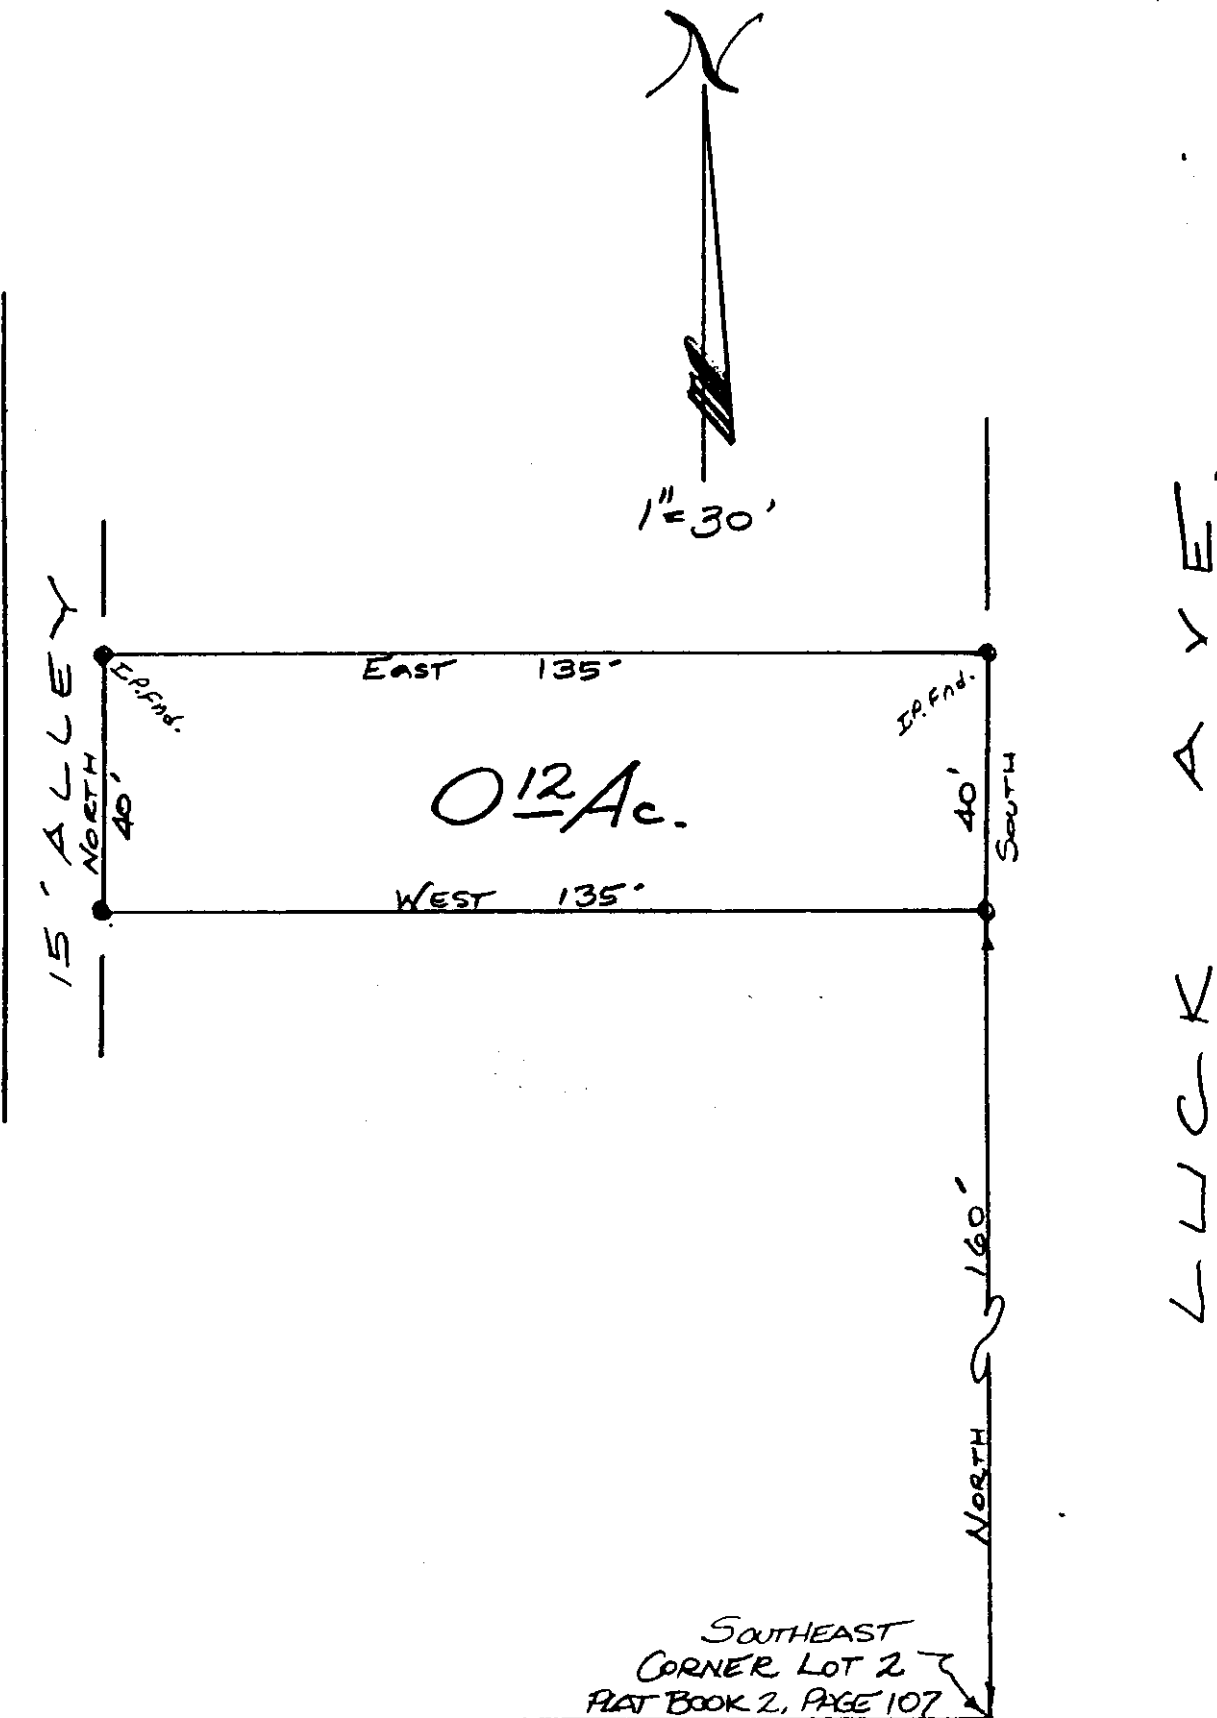 N
1"=30'
15' ALLEY
NORTH
40'
I.P. Fnd.
EAST 135'
I.P. Fnd.
0 12 Ac.
40'
SOUTH
WEST 135'
LUCK AVE.
160'
NORTH
SOUTHEAST
CORNER LOT 2
PLAT BOOK 2, PAGE 107